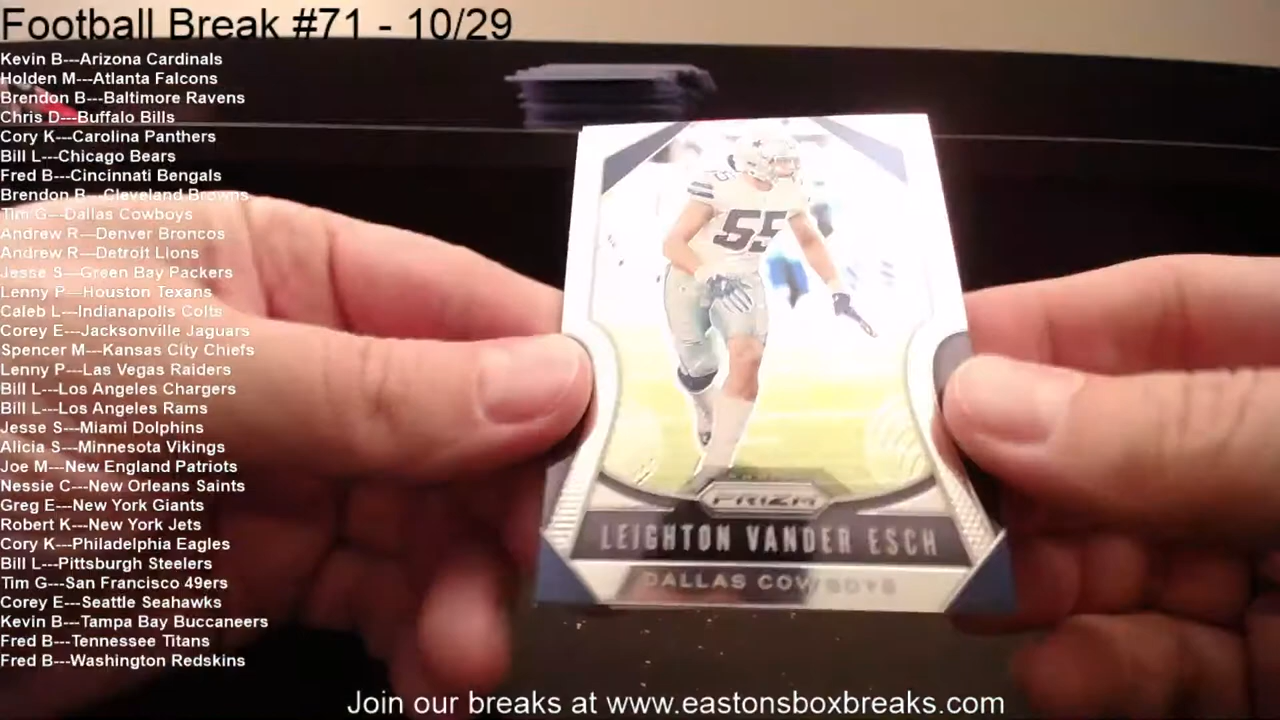 Football Break #71 - 10/29
Kevin B---Arizona Cardinals
Holden M---Atlanta Falcons
Brendon B---Baltimore Ravens
Chris D---Buffalo Bills
Cory K---Carolina Panthers
Bill L---Chicago Bears
Fred B---Cincinnati Bengals
Brendon B---Cleveland Browns
Tim G---Dallas Cowboys
Andrew R---Denver Broncos
Andrew R---Detroit Lions
Jesse S---Green Bay Packers
Lenny P---Houston Texans
Caleb L---Indianapolis Colts
Corey E---Jacksonville Jaguars
Spencer M---Kansas City Chiefs
Lenny P---Las Vegas Raiders
Bill L---Los Angeles Chargers
Bill L---Los Angeles Rams
Jesse S---Miami Dolphins
Alicia S---Minnesota Vikings
Joe M---New England Patriots
Nessie C---New Orleans Saints
Greg E---New York Giants
Robert K---New York Jets
Cory K---Philadelphia Eagles
Bill L---Pittsburgh Steelers
Tim G---San Francisco 49ers
Corey E---Seattle Seahawks
Kevin B---Tampa Bay Buccaneers
Fred B---Tennessee Titans
Fred B---Washington Redskins
55
PRIZM
LEIGHTON VANDER ESCH
DALLAS COWBOYS
Join our breaks at www.eastonsboxbreaks.com